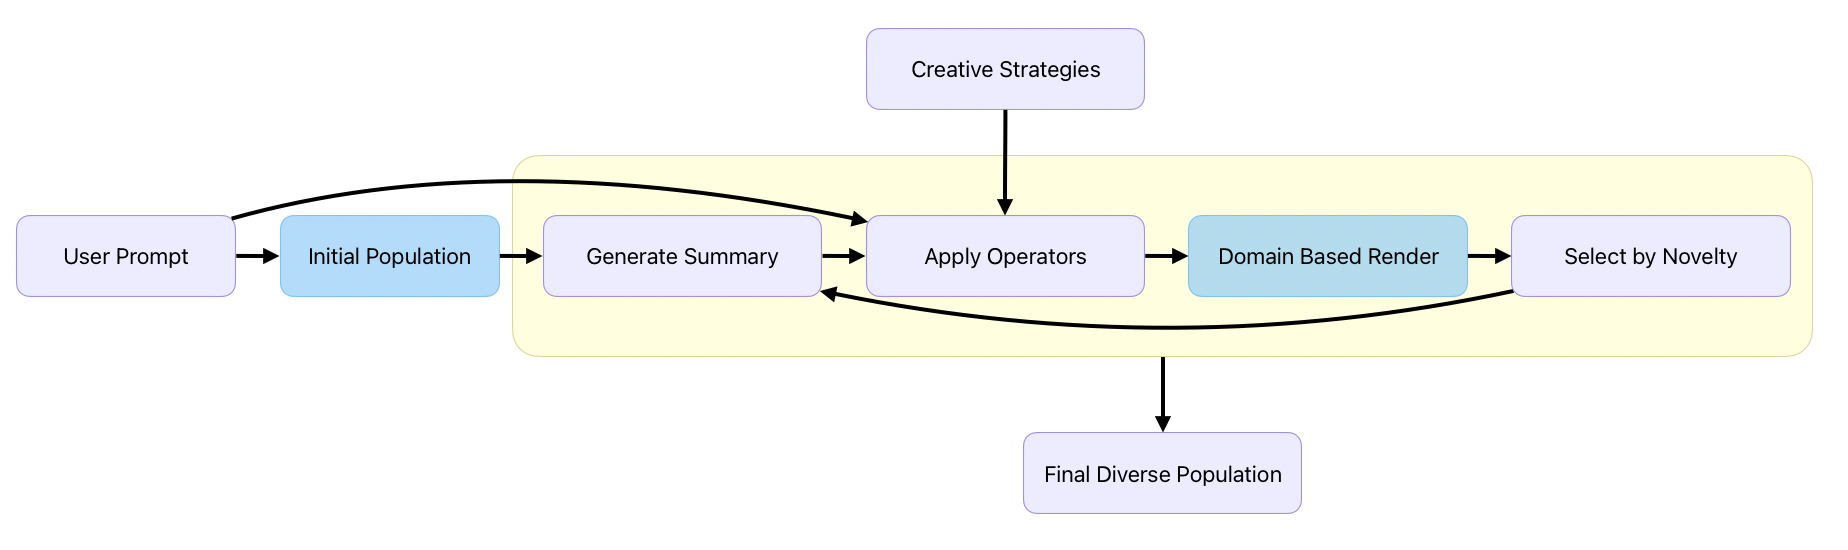 Creative Strategies
User Prompt
Initial Population
Generate Summary
Apply Operators
Domain Based Render
Select by Novelty
Final Diverse Population